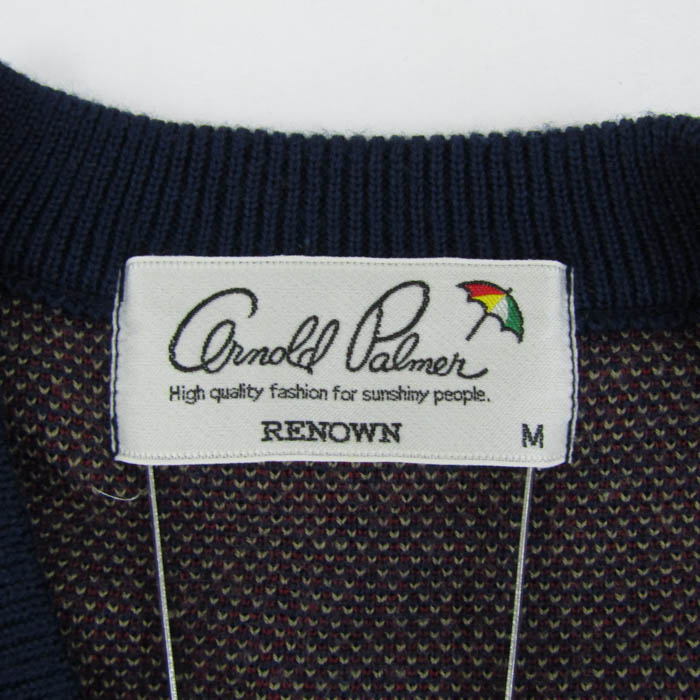 Arnold Palmer
High quality fashion for sunshiny people.
RENOWN M